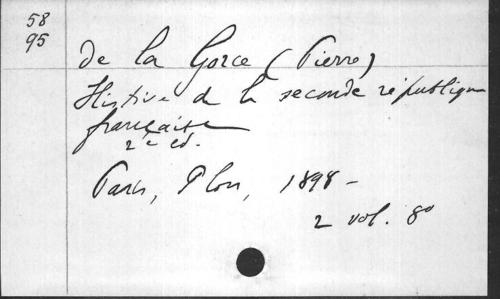 58
95
de la Gorce (Pierre)
Histoire de la seconde république
française
2e éd.
Paris, Plon, 1898 -
2 vol. 8o